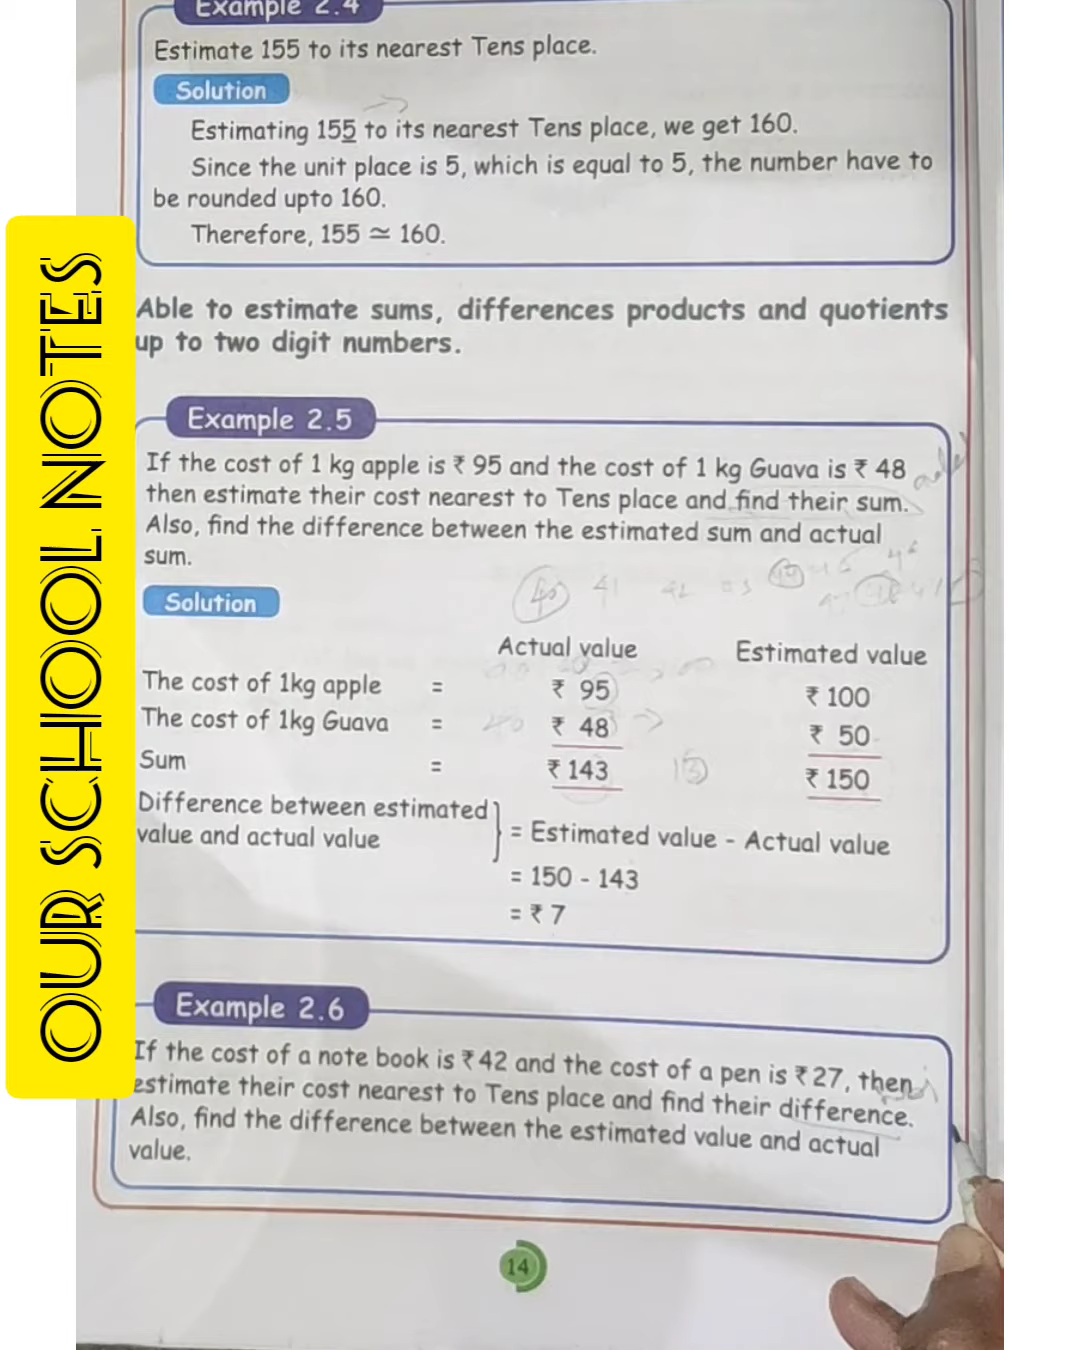 Example 2.4
Estimate 155 to its nearest Tens place.
Solution
Estimating 155 to its nearest Tens place, we get 160.
Since the unit place is 5, which is equal to 5, the number have to
be rounded upto 160.
Therefore, 155 ≃ 160.
OUR SCHOOL NOTES
Able to estimate sums, differences products and quotients
up to two digit numbers.
Example 2.5
If the cost of 1 kg apple is ₹ 95 and the cost of 1 kg Guava is ₹ 48
then estimate their cost nearest to Tens place and find their sum.
Also, find the difference between the estimated sum and actual
sum.
40 41 42
Solution
Actual value Estimated value
The cost of 1kg apple = ₹ 95 ₹ 100
The cost of 1kg Guava = ₹ 48 ₹ 50
Sum = ₹ 143 ₹ 150
Difference between estimated
value and actual value } = Estimated value - Actual value
= 150 - 143
= ₹ 7
Example 2.6
If the cost of a note book is ₹ 42 and the cost of a pen is ₹ 27, then
estimate their cost nearest to Tens place and find their difference.
Also, find the difference between the estimated value and actual
value.
14